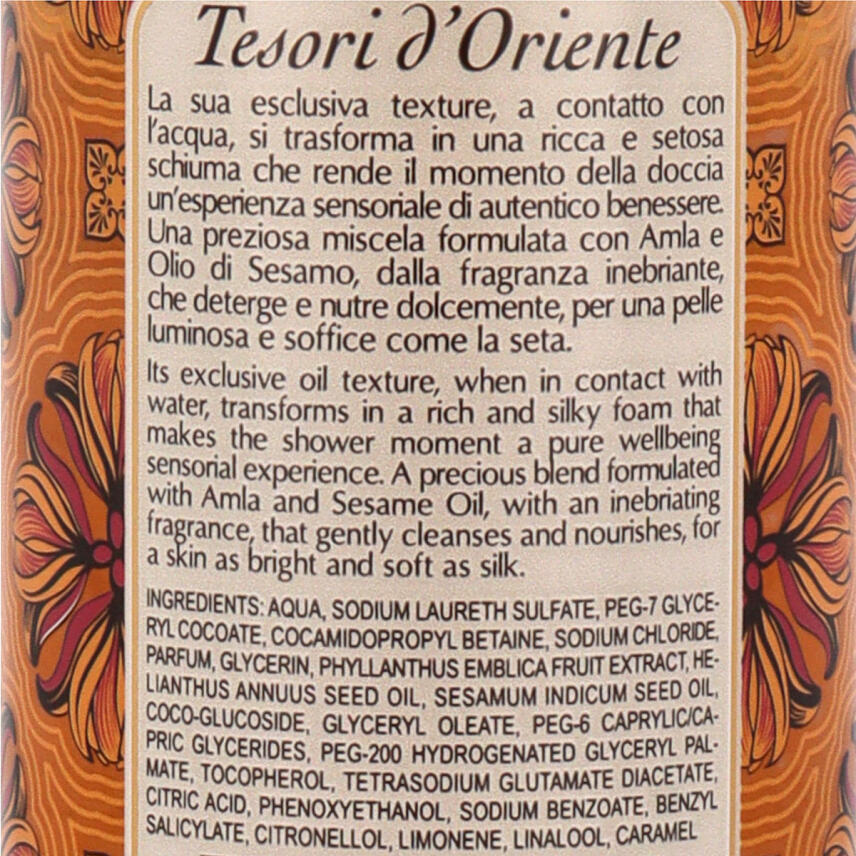 Tesori d'Oriente
La sua esclusiva texture, a contatto con
l'acqua, si trasforma in una ricca e setosa
schiuma che rende il momento della doccia
un'esperienza sensoriale di autentico benessere.
Una preziosa miscela formulata con Amla e
Olio di Sesamo, dalla fragranza inebriante,
che deterge e nutre dolcemente, per una pelle
luminosa e soffice come la seta.
Its exclusive oil texture, when in contact with
water, transforms in a rich and silky foam that
makes the shower moment a pure wellbeing
sensorial experience. A precious blend formulated
with Amla and Sesame Oil, with an inebriating
fragrance, that gently cleanses and nourishes, for
a skin as bright and soft as silk.
INGREDIENTS: AQUA, SODIUM LAURETH SULFATE, PEG-7 GLYCE-
RYL COCOATE, COCAMIDOPROPYL BETAINE, SODIUM CHLORIDE,
PARFUM, GLYCERIN, PHYLLANTHUS EMBLICA FRUIT EXTRACT, HE-
LIANTHUS ANNUUS SEED OIL, SESAMUM INDICUM SEED OIL,
COCO-GLUCOSIDE, GLYCERYL OLEATE, PEG-6 CAPRYLIC/CA-
PRIC GLYCERIDES, PEG-200 HYDROGENATED GLYCERYL PAL-
MATE, TOCOPHEROL, TETRASODIUM GLUTAMATE DIACETATE,
CITRIC ACID, PHENOXYETHANOL, SODIUM BENZOATE, BENZYL
SALICYLATE, CITRONELLOL, LIMONENE, LINALOOL, CARAMEL